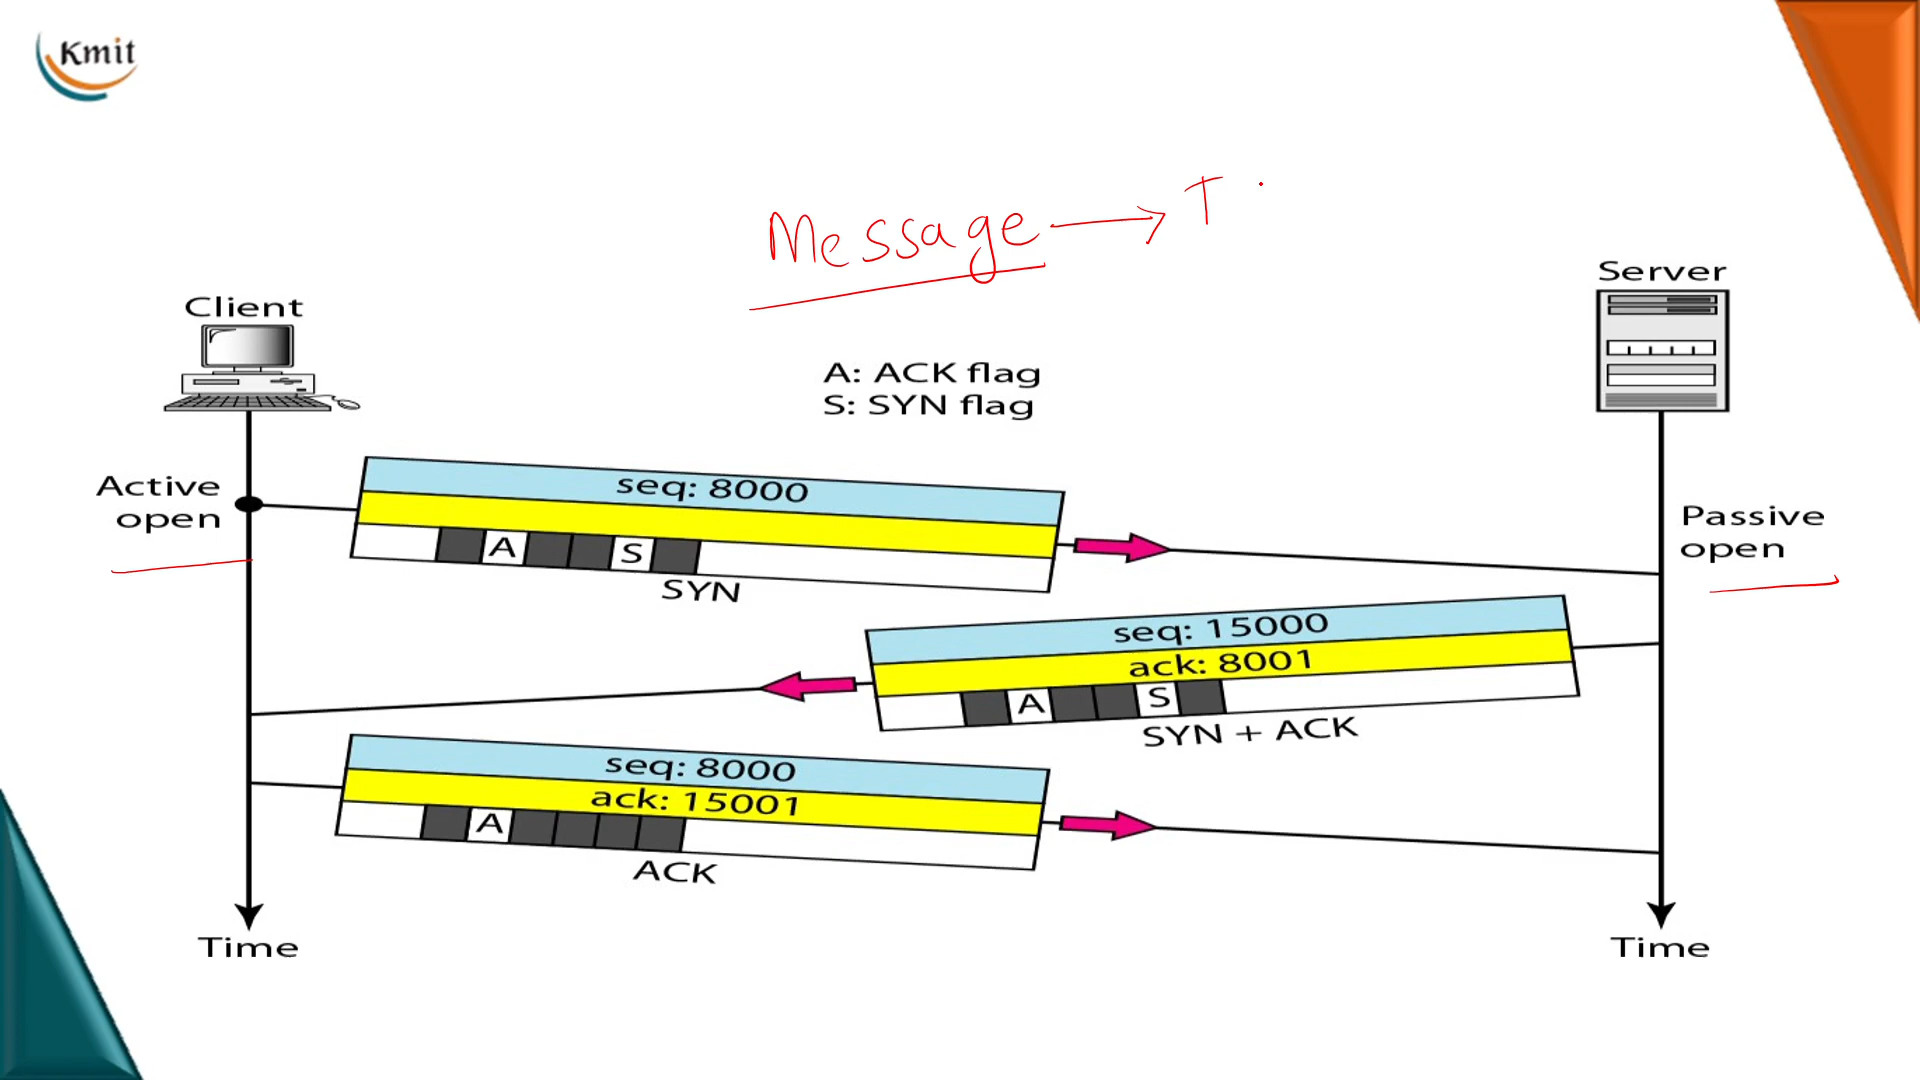 Kmit
Message → T
Client
Server
A: ACK flag
S: SYN flag
Active
open
seq: 8000
A S
SYN
Passive
open
seq: 15000
ack: 8001
A S
SYN + ACK
seq: 8000
ack: 15001
A
ACK
Time
Time